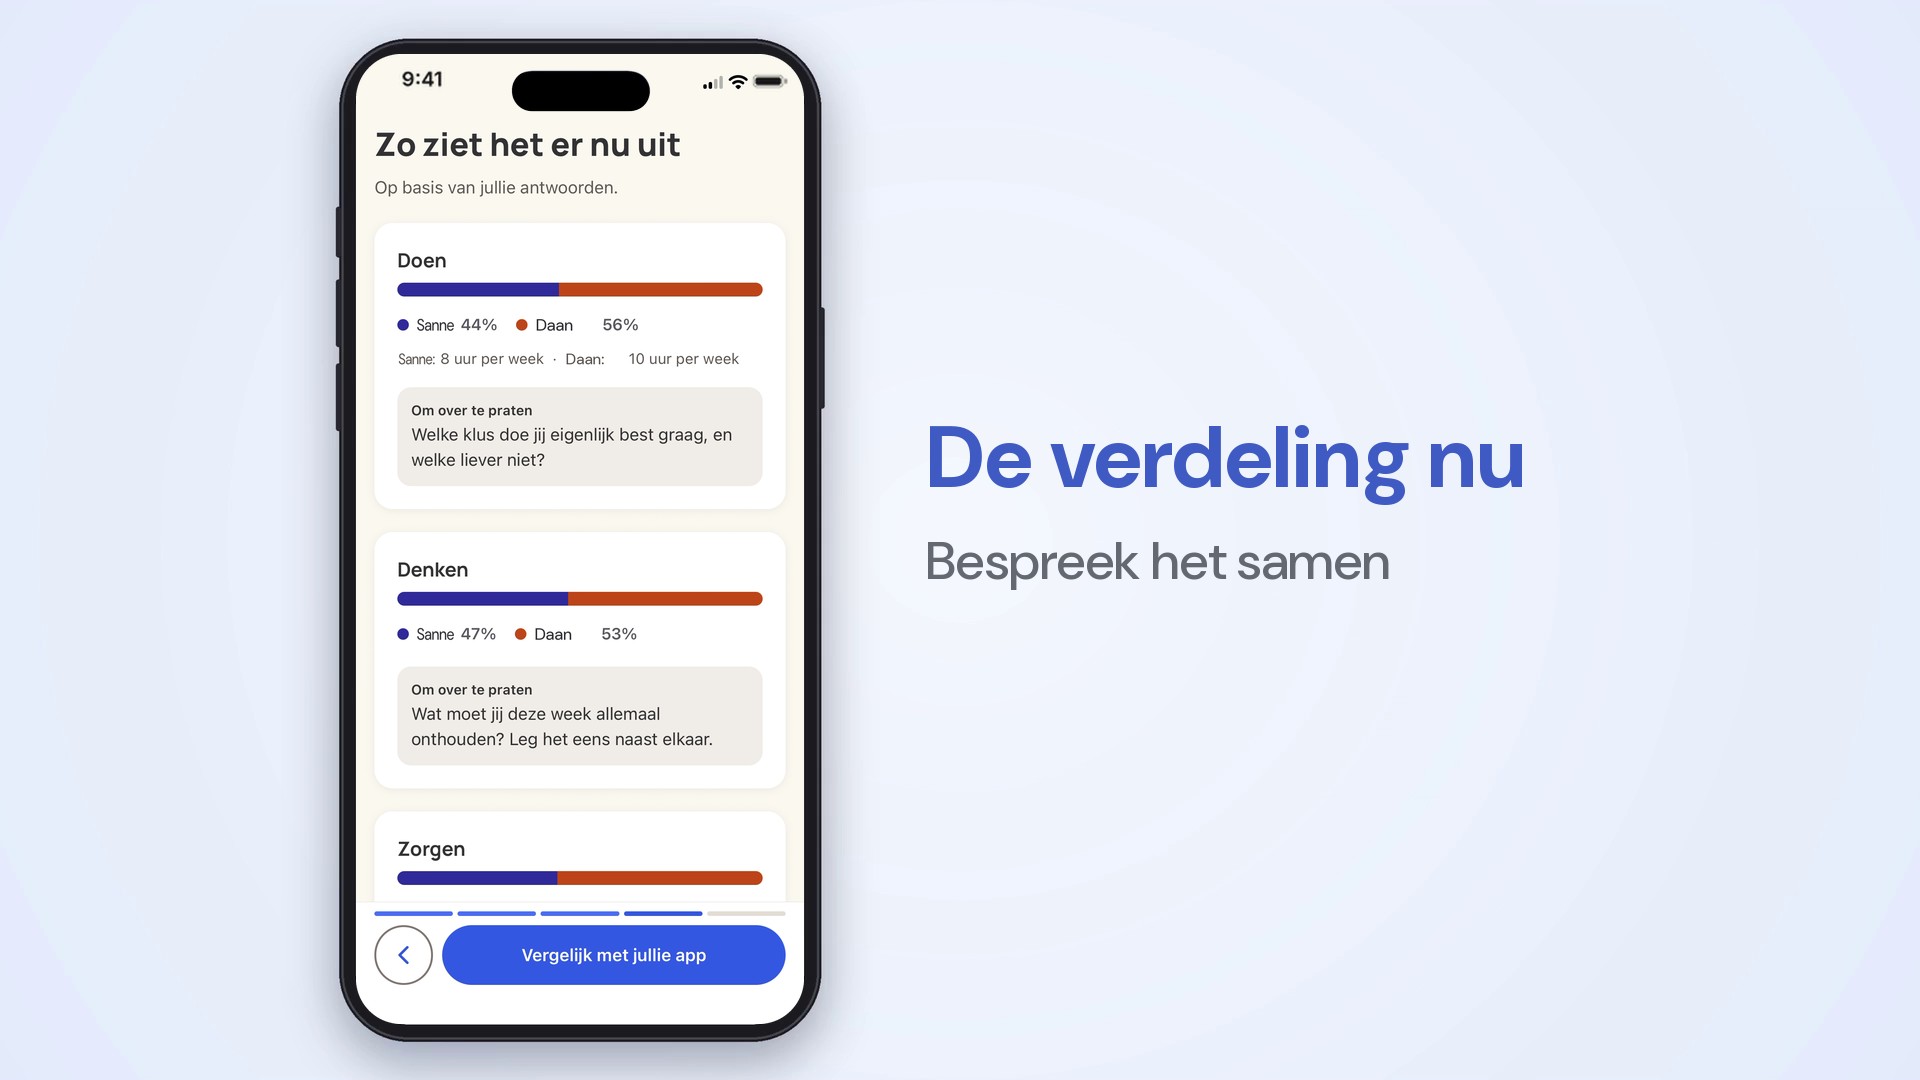 9:41
Zo ziet het er nu uit
Op basis van jullie antwoorden.
Doen
Sanne 44% Daan 56%
Sanne: 8 uur per week · Daan: 10 uur per week
Om over te praten
Welke klus doe jij eigenlijk best graag, en
welke liever niet?
Denken
Sanne 47% Daan 53%
Om over te praten
Wat moet jij deze week allemaal
onthouden? Leg het eens naast elkaar.
Zorgen
Vergelijk met jullie app
De verdeling nu
Bespreek het samen